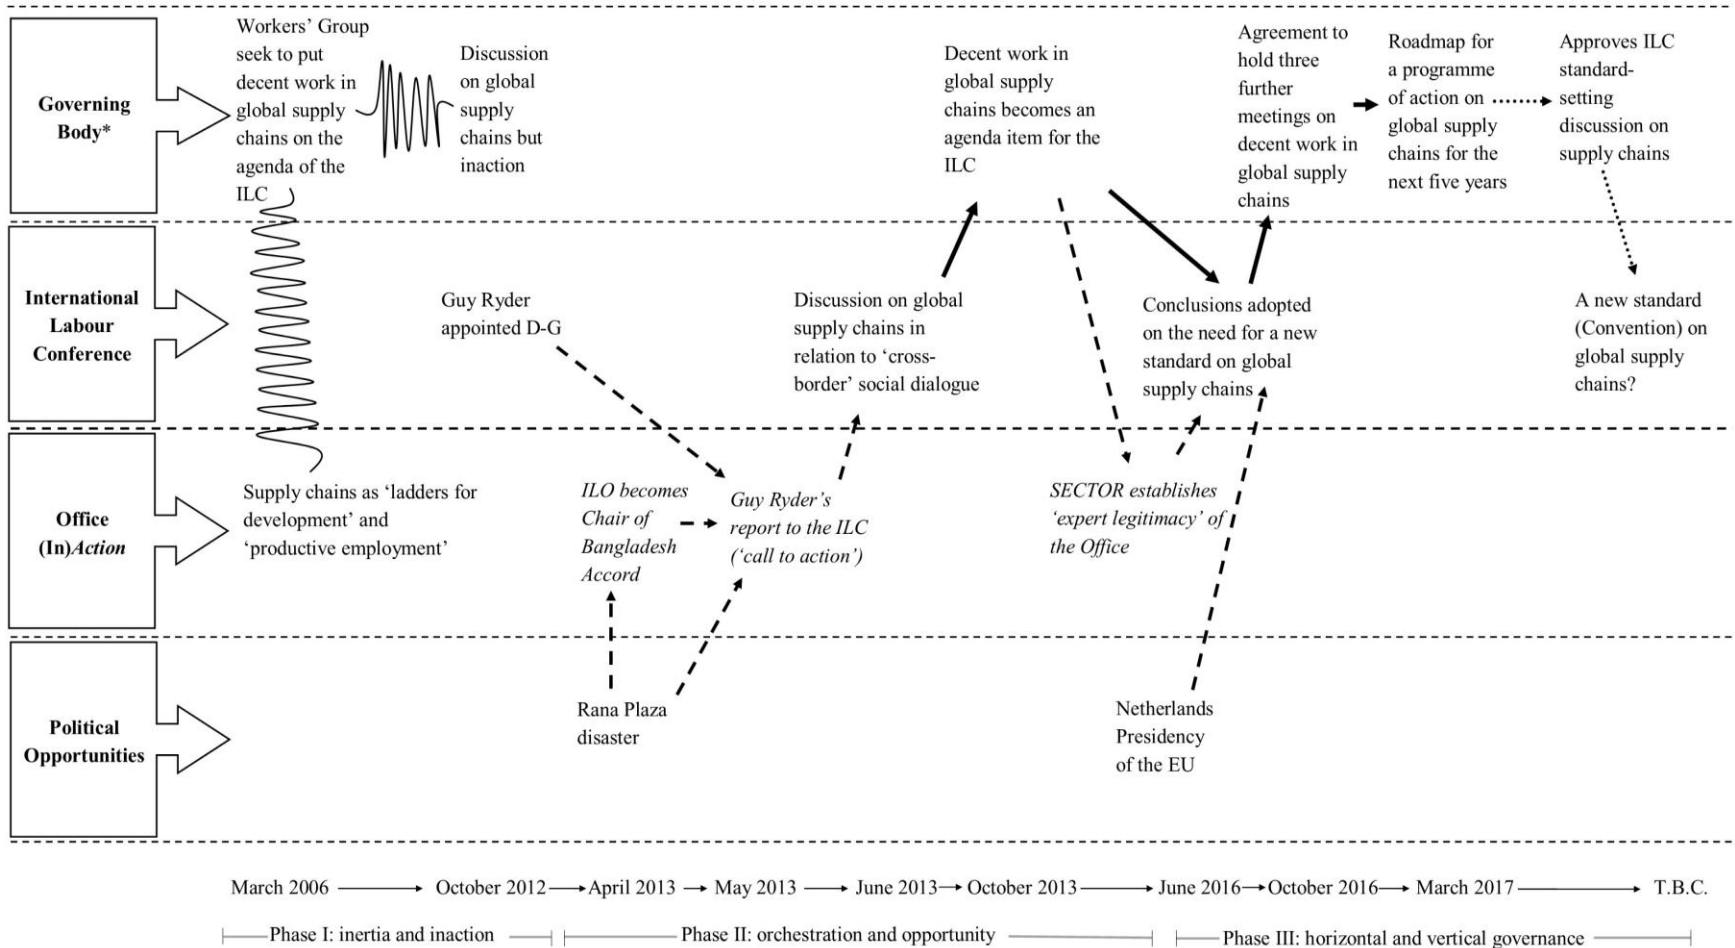 Governing
Body*
Workers’ Group
seek to put
decent work in
global supply
chains on the
agenda of the
ILC
Discussion
on global
supply
chains but
inaction
Decent work in
global supply
chains becomes an
agenda item for the
ILC
Agreement to
hold three
further
meetings on
decent work in
global supply
chains
Roadmap for
a programme
of action on
global supply
chains for the
next five years
Approves ILC
standard-
setting
discussion on
supply chains
International
Labour
Conference
Guy Ryder
appointed D-G
Discussion on global
supply chains in
relation to ‘cross-
border’ social dialogue
Conclusions adopted
on the need for a new
standard on global
supply chains
A new standard
(Convention) on
global supply
chains?
Office
(In)Action
Supply chains as ‘ladders for
development’ and
‘productive employment’
ILO becomes
Chair of
Bangladesh
Accord
Guy Ryder’s
report to the ILC
(‘call to action’)
SECTOR establishes
‘expert legitimacy’ of
the Office
Political
Opportunities
Rana Plaza
disaster
Netherlands
Presidency
of the EU
March 2006
October 2012
April 2013
May 2013
June 2013
October 2013
June 2016
October 2016
March 2017
T.B.C.
Phase I: inertia and inaction
Phase II: orchestration and opportunity
Phase III: horizontal and vertical governance